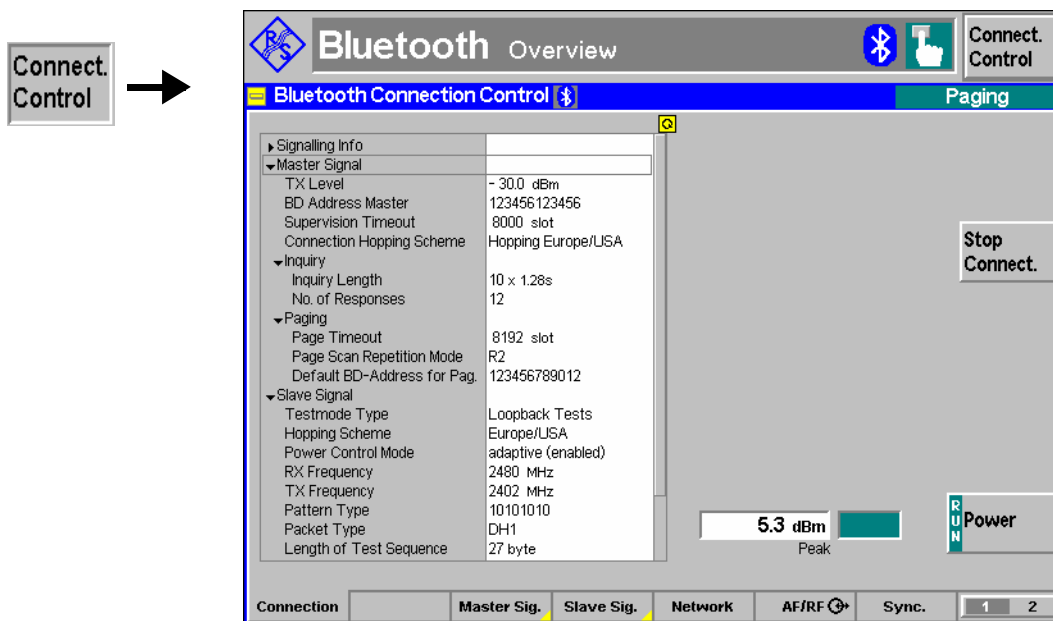 Connect.
Control
R S
Bluetooth Overview
Connect.
Control
Bluetooth Connection Control
Paging
Signalling Info
Master Signal
TX Level - 30.0 dBm
BD Address Master 123456123456
Supervision Timeout 8000 slot
Connection Hopping Scheme Hopping Europe/USA
Inquiry
Inquiry Length 10 x 1.28s
No. of Responses 12
Paging
Page Timeout 8192 slot
Page Scan Repetition Mode R2
Default BD-Address for Pag. 123456789012
Slave Signal
Testmode Type Loopback Tests
Hopping Scheme Europe/USA
Power Control Mode adaptive (enabled)
RX Frequency 2480 MHz
TX Frequency 2402 MHz
Pattern Type 10101010
Packet Type DH1
Length of Test Sequence 27 byte
Stop
Connect.
5.3 dBm
Peak
RUN
Power
Connection Master Sig. Slave Sig. Network AF/RF Sync. 1 2